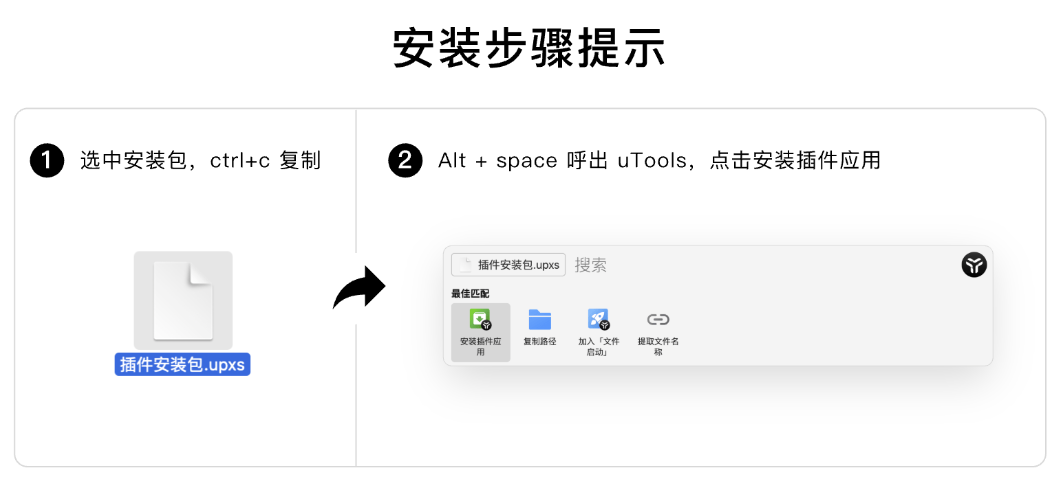 安装步骤提示
1 选中安装包，ctrl+c 复制
插件安装包.upxs
2 Alt + space 呼出 uTools，点击安装插件应用
插件安装包.upxs 搜索
最佳匹配
安装插件应
用
复制路径
加入「文件
启动」
提取文件名
称